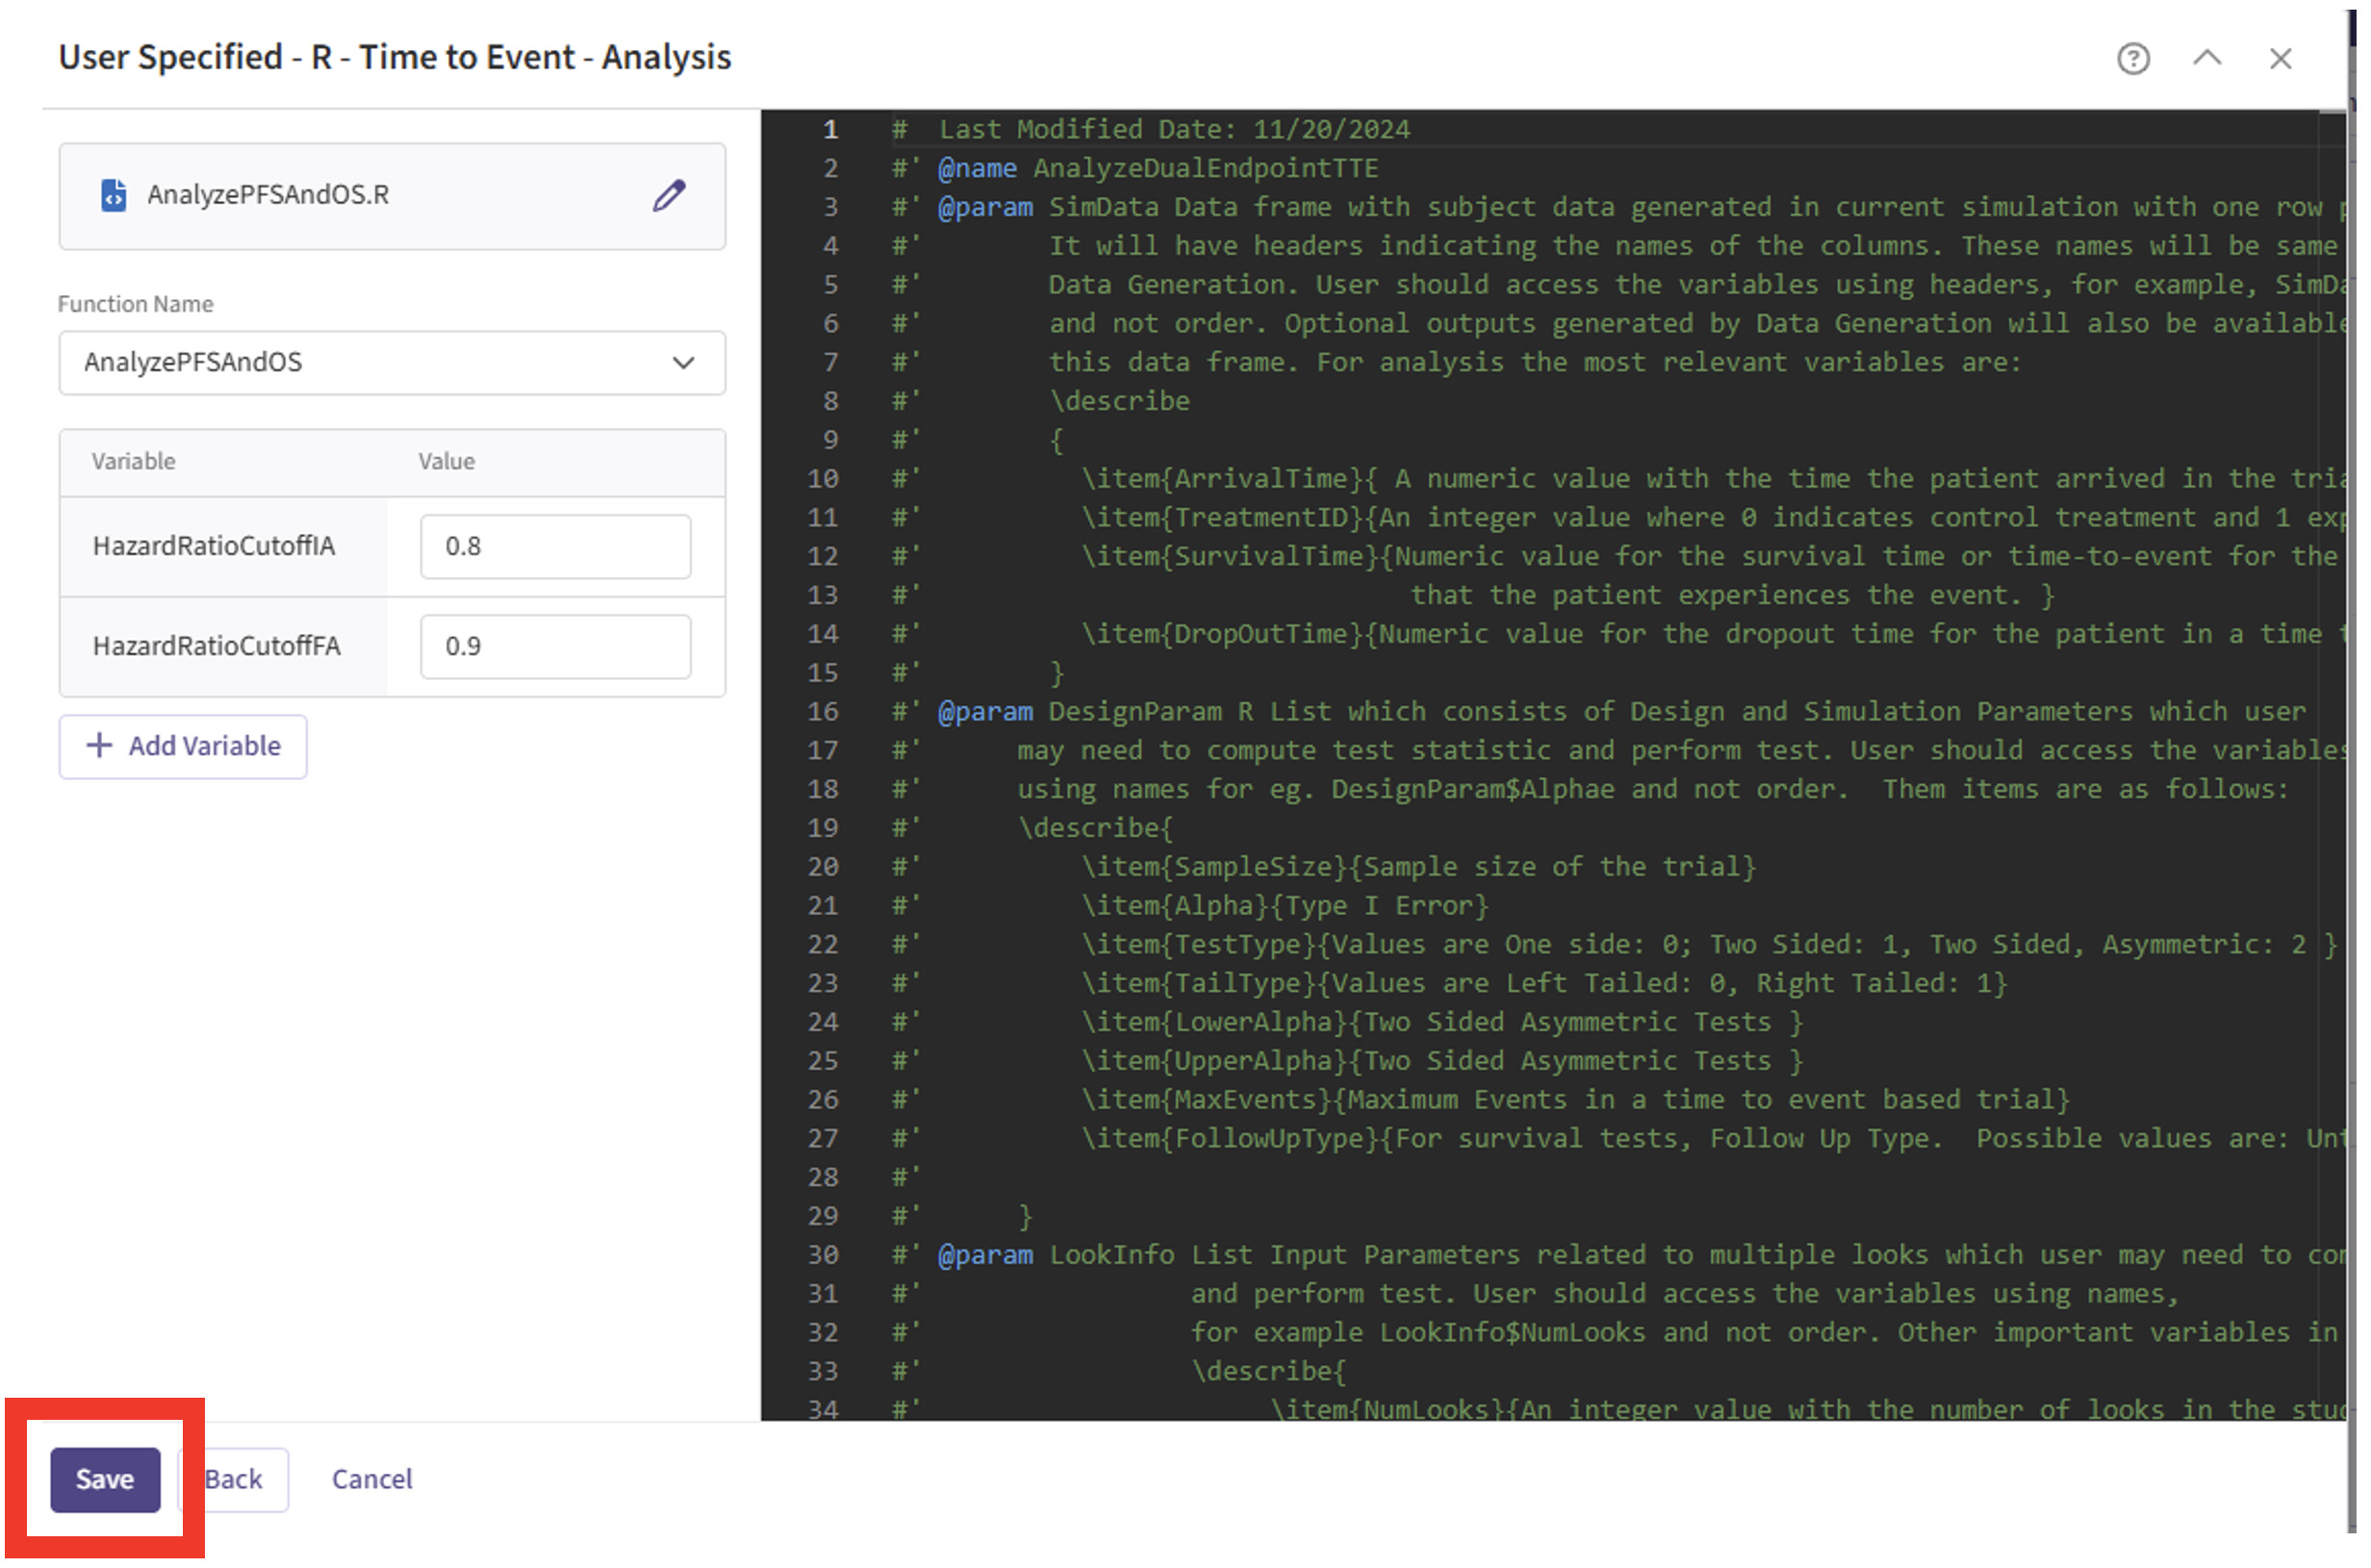 User Specified - R - Time to Event - Analysis
AnalyzePFSAndOS.R
Function Name
AnalyzePFSAndOS
Variable Value
HazardRatioCutoffIA 0.8
HazardRatioCutoffFA 0.9
+ Add Variable
1 # Last Modified Date: 11/20/2024
2 #' @name AnalyzeDualEndpointTTE
3 #' @param SimData Data frame with subject data generated in current simulation with one row
4 #' It will have headers indicating the names of the columns. These names will be same
5 #' Data Generation. User should access the variables using headers, for example, SimDa
6 #' and not order. Optional outputs generated by Data Generation will also be available
7 #' this data frame. For analysis the most relevant variables are:
8 #' \describe
9 #' {
10 #' \item{ArrivalTime}{ A numeric value with the time the patient arrived in the tria
11 #' \item{TreatmentID}{An integer value where 0 indicates control treatment and 1 exp
12 #' \item{SurvivalTime}{Numeric value for the survival time or time-to-event for the
13 #' that the patient experiences the event. }
14 #' \item{DropOutTime}{Numeric value for the dropout time for the patient in a time t
15 #' }
16 #' @param DesignParam R List which consists of Design and Simulation Parameters which user
17 #' may need to compute test statistic and perform test. User should access the variables
18 #' using names for eg. DesignParam$Alphae and not order. Them items are as follows:
19 #' \describe{
20 #' \item{SampleSize}{Sample size of the trial}
21 #' \item{Alpha}{Type I Error}
22 #' \item{TestType}{Values are One side: 0; Two Sided: 1, Two Sided, Asymmetric: 2 }
23 #' \item{TailType}{Values are Left Tailed: 0, Right Tailed: 1}
24 #' \item{LowerAlpha}{Two Sided Asymmetric Tests }
25 #' \item{UpperAlpha}{Two Sided Asymmetric Tests }
26 #' \item{MaxEvents}{Maximum Events in a time to event based trial}
27 #' \item{FollowUpType}{For survival tests, Follow Up Type. Possible values are: Unt
28 #'
29 #' }
30 #' @param LookInfo List Input Parameters related to multiple looks which user may need to com
31 #' and perform test. User should access the variables using names,
32 #' for example LookInfo$NumLooks and not order. Other important variables in
33 #' \describe{
34 #' \item{NumLooks}{An integer value with the number of looks in the stud
Save Back Cancel